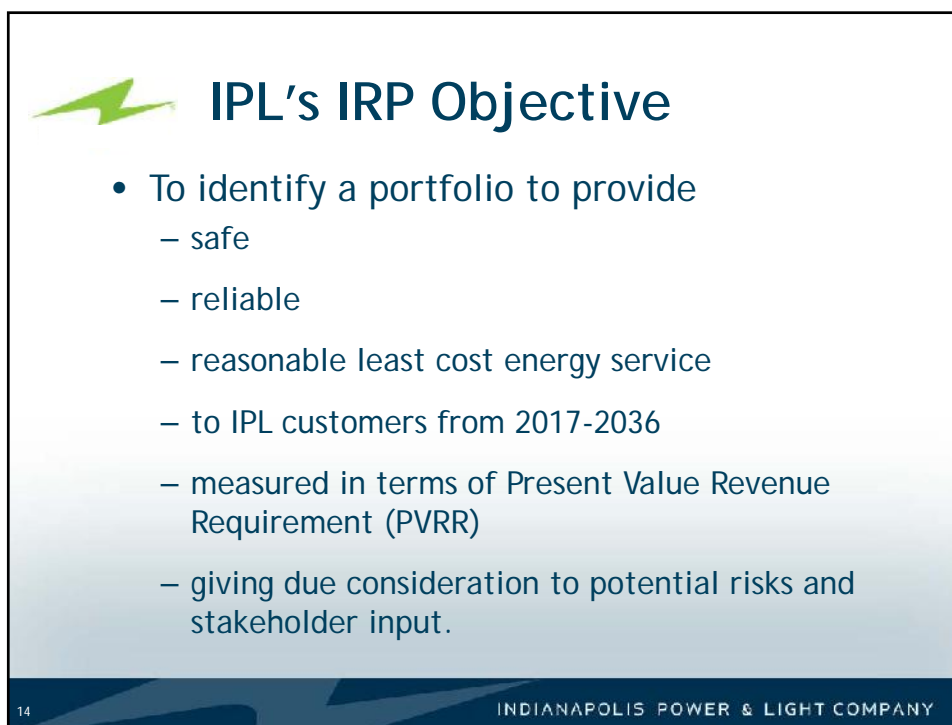 IPL's IRP Objective
• To identify a portfolio to provide
– safe
– reliable
– reasonable least cost energy service
– to IPL customers from 2017-2036
– measured in terms of Present Value Revenue
Requirement (PVRR)
– giving due consideration to potential risks and
stakeholder input.
14
INDIANAPOLIS POWER & LIGHT COMPANY